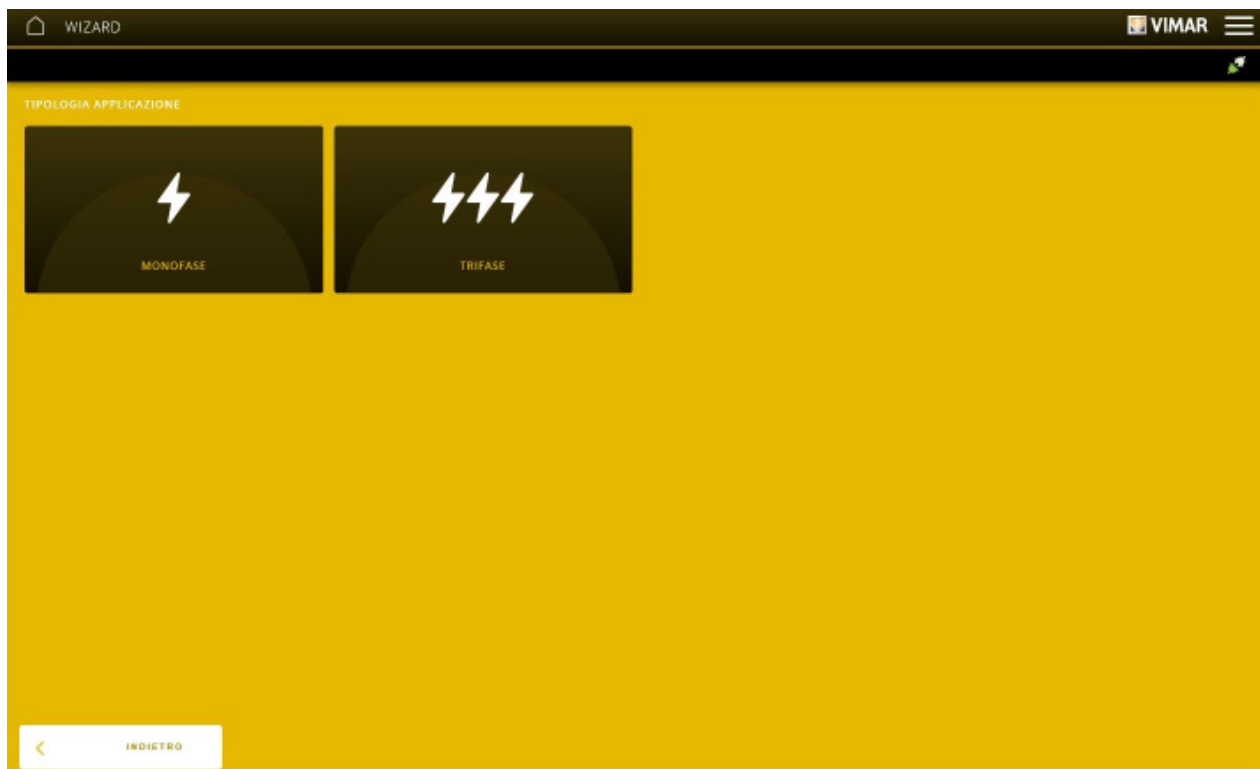 WIZARD
VIMAR
TIPOLOGIA APPLICAZIONE
MONOFASE
TRIFASE
INDIETRO